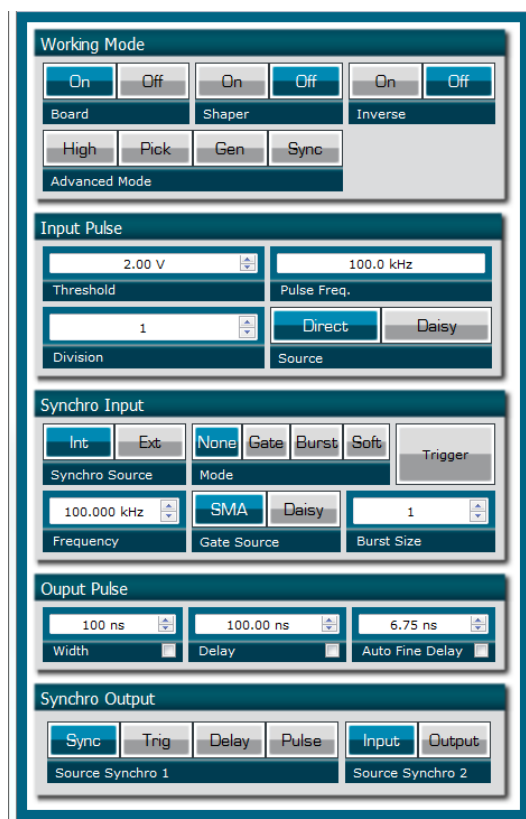 Working Mode
On Off On Off On Off
Board Shaper Inverse
High Pick Gen Sync
Advanced Mode
Input Pulse
2.00 V 100.0 kHz
Threshold Pulse Freq.
1 Direct Daisy
Division Source
Synchro Input
Int Ext None Gate Burst Soft Trigger
Synchro Source Mode
100.000 kHz SMA Daisy 1
Frequency Gate Source Burst Size
Ouput Pulse
100 ns 100.00 ns 6.75 ns
Width Delay Auto Fine Delay
Synchro Output
Sync Trig Delay Pulse Input Output
Source Synchro 1 Source Synchro 2